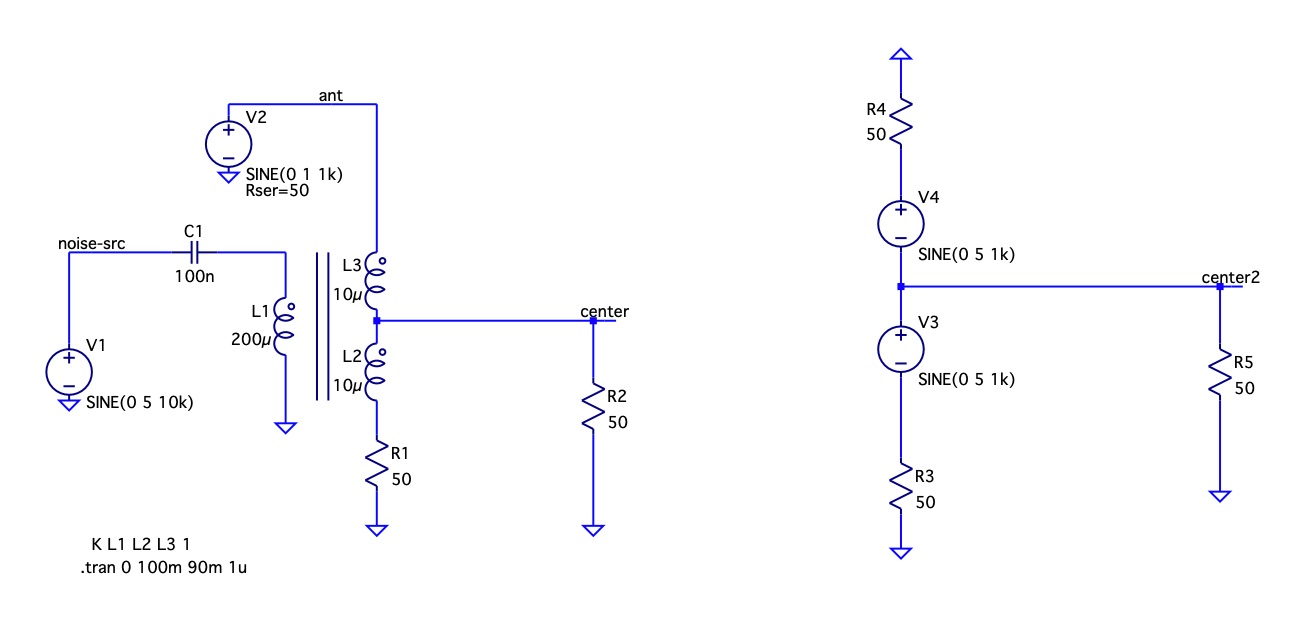 ant
V2
SINE(0 1 1k)
Rser=50
C1
noise-src
100n
L3
10µ
L1
200µ
center
L2
10µ
V1
SINE(0 5 10k)
R2
50
R1
50
K L1 L2 L3 1
.tran 0 100m 90m 1u
R4
50
V4
SINE(0 5 1k)
center2
V3
SINE(0 5 1k)
R5
50
R3
50